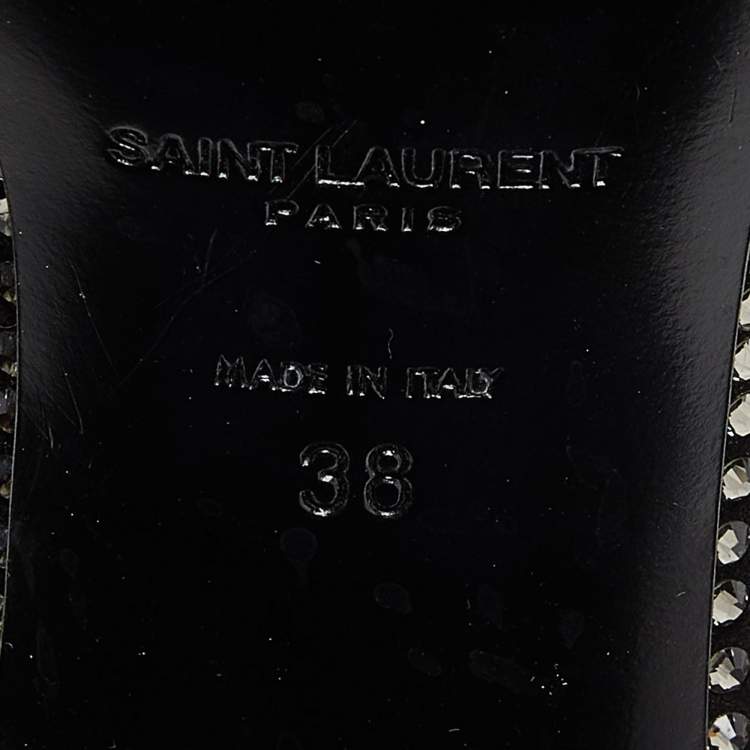 SAINT LAURENT
PARIS
MADE IN ITALY
38